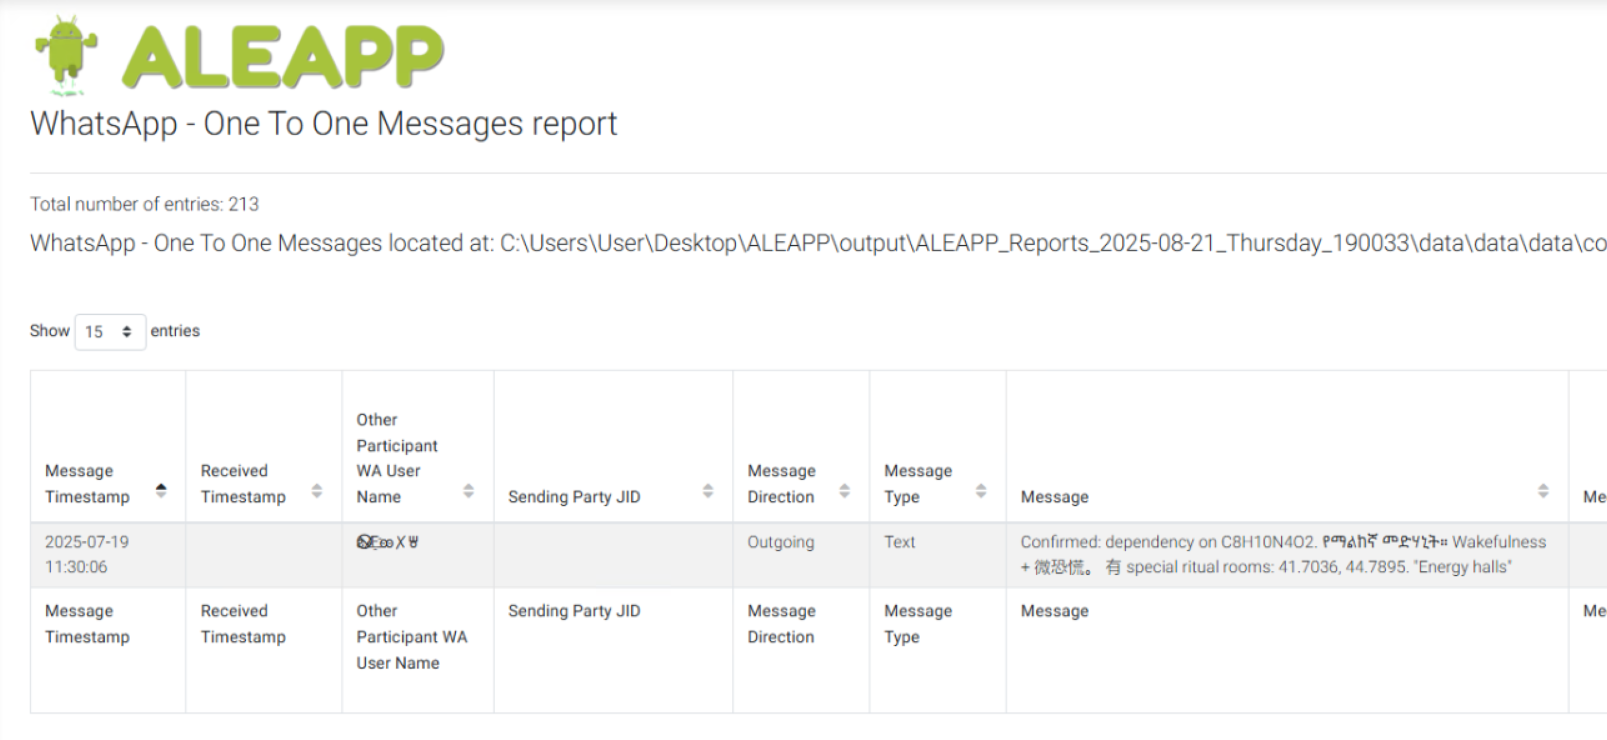 ALEAPP
WhatsApp - One To One Messages report
Total number of entries: 213
WhatsApp - One To One Messages located at: C:\Users\User\Desktop\ALEAPP\output\ALEAPP_Reports_2025-08-21_Thursday_190033\data\data\data\co
Show 15 entries
Message Timestamp
Received Timestamp
Other Participant WA User Name
Sending Party JID
Message Direction
Message Type
Message
Me
2025-07-19 11:30:06
Outgoing
Text
Confirmed: dependency on C8H10N4O2. የማልከኛ መድሃኒት። Wakefulness
+ 微恐慌。 有 special ritual rooms: 41.7036, 44.7895. "Energy halls"
Message Timestamp
Received Timestamp
Other Participant WA User Name
Sending Party JID
Message Direction
Message Type
Message
Me